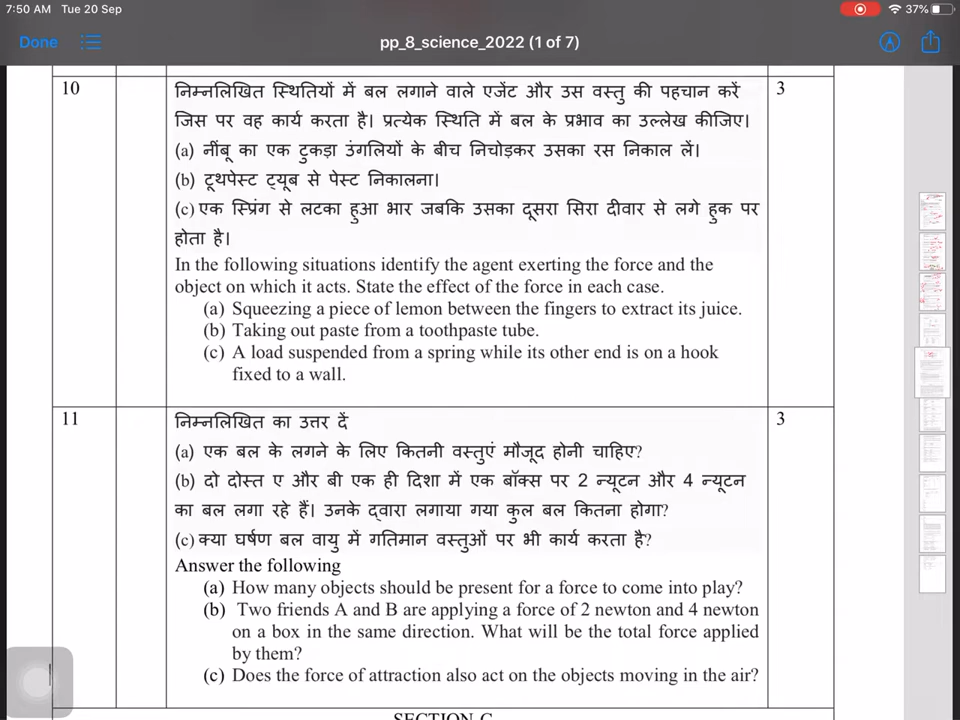 7:50 AM Tue 20 Sep
37%
Done
pp_8_science_2022 (1 of 7)
10
निम्नलिखित स्थितियों में बल लगाने वाले एजेंट और उस वस्तु की पहचान करें
3
जिस पर वह कार्य करता है। प्रत्येक स्थिति में बल के प्रभाव का उल्लेख कीजिए।
(a) नींबू का एक टुकड़ा उंगलियों के बीच निचोड़कर उसका रस निकाल लें।
(b) टूथपेस्ट ट्यूब से पेस्ट निकालना।
(c) एक स्प्रिंग से लटका हुआ भार जबकि उसका दूसरा सिरा दीवार से लगे हुक पर
होता है।
In the following situations identify the agent exerting the force and the
object on which it acts. State the effect of the force in each case.
(a) Squeezing a piece of lemon between the fingers to extract its juice.
(b) Taking out paste from a toothpaste tube.
(c) A load suspended from a spring while its other end is on a hook
fixed to a wall.
11
निम्नलिखित का उत्तर दें
3
(a) एक बल के लगने के लिए कितनी वस्तुएं मौजूद होनी चाहिए?
(b) दो दोस्त ए और बी एक ही दिशा में एक बॉक्स पर 2 न्यूटन और 4 न्यूटन
का बल लगा रहे हैं। उनके द्वारा लगाया गया कुल बल कितना होगा?
(c) क्या घर्षण बल वायु में गतिमान वस्तुओं पर भी कार्य करता है?
Answer the following
(a) How many objects should be present for a force to come into play?
(b) Two friends A and B are applying a force of 2 newton and 4 newton
on a box in the same direction. What will be the total force applied
by them?
(c) Does the force of attraction also act on the objects moving in the air?
SECTION-C